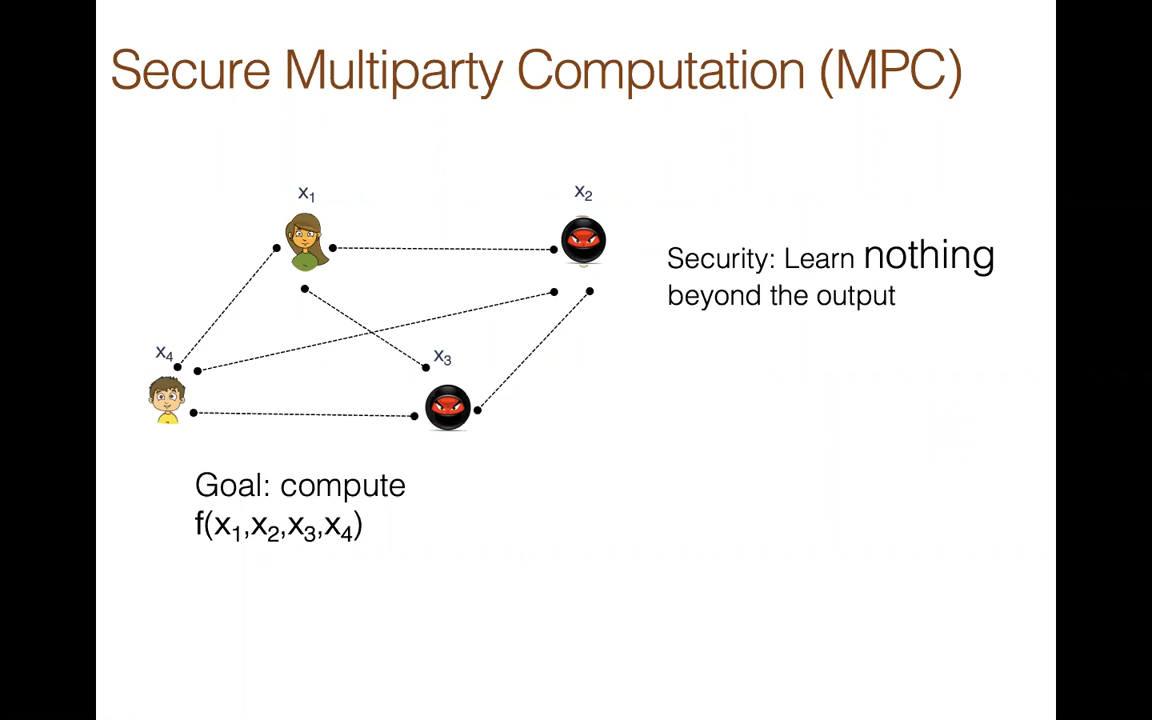 Secure Multiparty Computation (MPC)
x₁
x₂
Security: Learn nothing
beyond the output
x₄
x₃
Goal: compute
f(x₁,x₂,x₃,x₄)